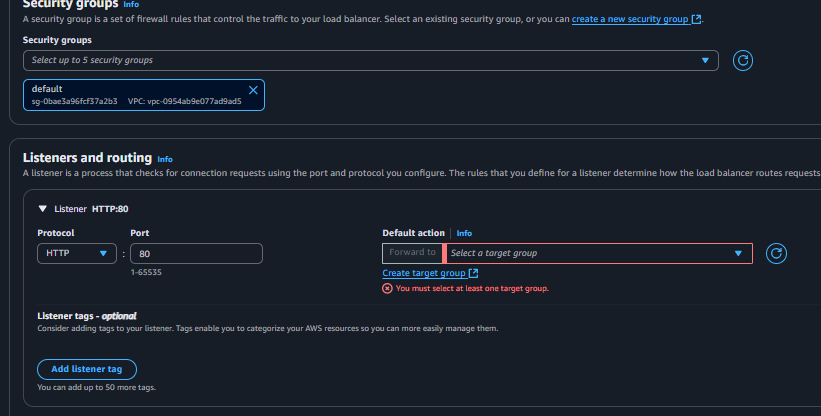 Security groups Info
A security group is a set of firewall rules that control the traffic to your load balancer. Select an existing security group, or you can create a new security group.
Security groups
Select up to 5 security groups
default
sg-0bae3a96fcf37a2b3 VPC: vpc-0954ab9e077ad9ad5
Listeners and routing Info
A listener is a process that checks for connection requests using the port and protocol you configure. The rules that you define for a listener determine how the load balancer routes requests
Listener HTTP:80
Protocol Port Default action Info
HTTP : 80 Forward to Select a target group
1-65535 Create target group
You must select at least one target group.
Listener tags - optional
Consider adding tags to your listener. Tags enable you to categorize your AWS resources so you can more easily manage them.
Add listener tag
You can add up to 50 more tags.